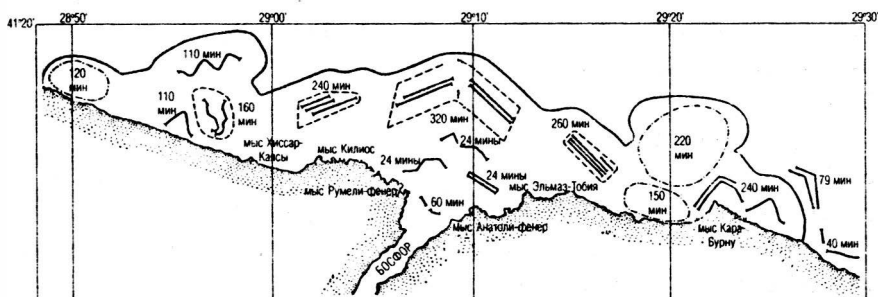 41°20'
28°50'
29°00'
29°10'
29°20'
29°30'
110 мин
120
мин
240 мин
110
мин
160
мин
320 мин
260 мин
220
мин
мыс Хиссар-
Каясы
мыс Килиос
24 мины
24 мины
24 мины
79 мин
мыс Румели-фенер
мыс Эльмаз-Тобия
150
мин
240 мин
60 мин
мыс Анатоли-фенер
мыс Кара-
Бурну
40 мин
БОСФОР